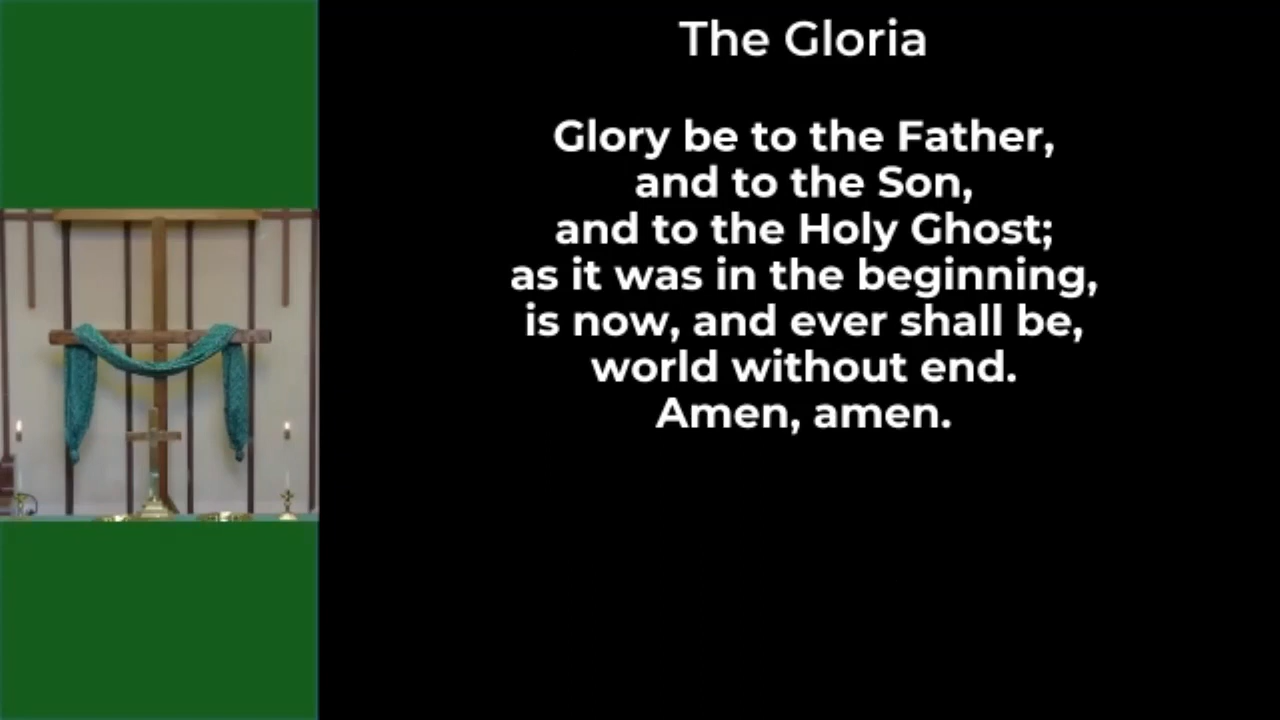 The Gloria
Glory be to the Father,
and to the Son,
and to the Holy Ghost;
as it was in the beginning,
is now, and ever shall be,
world without end.
Amen, amen.